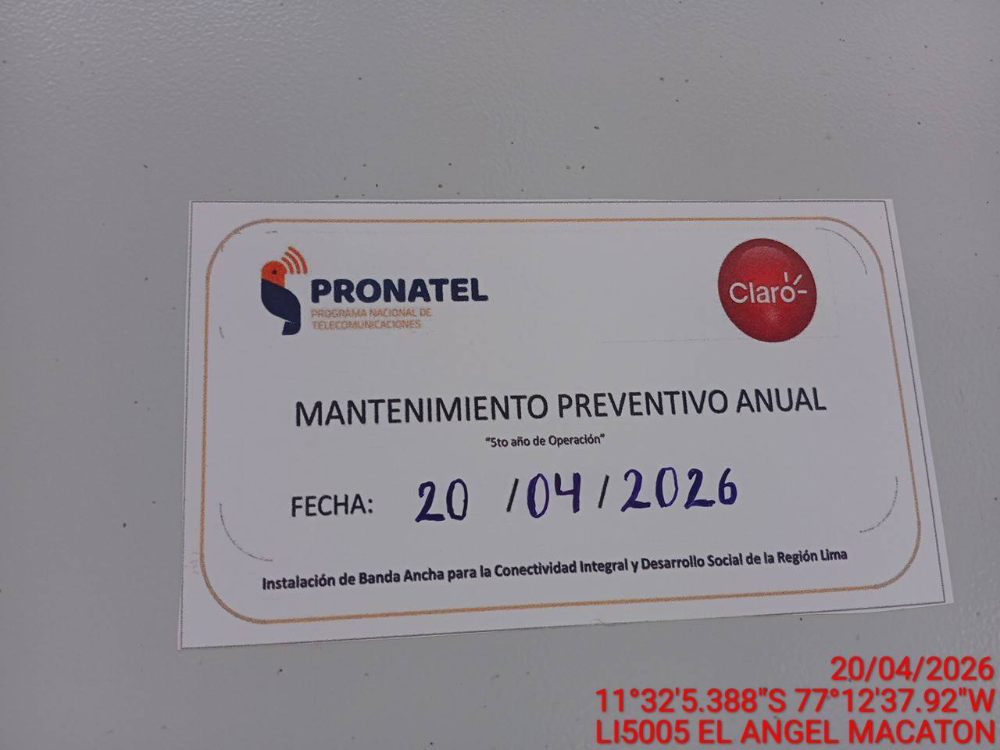 PRONATEL
PROGRAMA NACIONAL DE
TELECOMUNICACIONES
Claro
MANTENIMIENTO PREVENTIVO ANUAL
"5to año de Operación"
FECHA: 20 /04/2026
Instalación de Banda Ancha para la Conectividad Integral y Desarrollo Social de la Región Lima
20/04/2026
11°32'5.388"S 77°12'37.92"W
LI5005 EL ANGEL MACATON